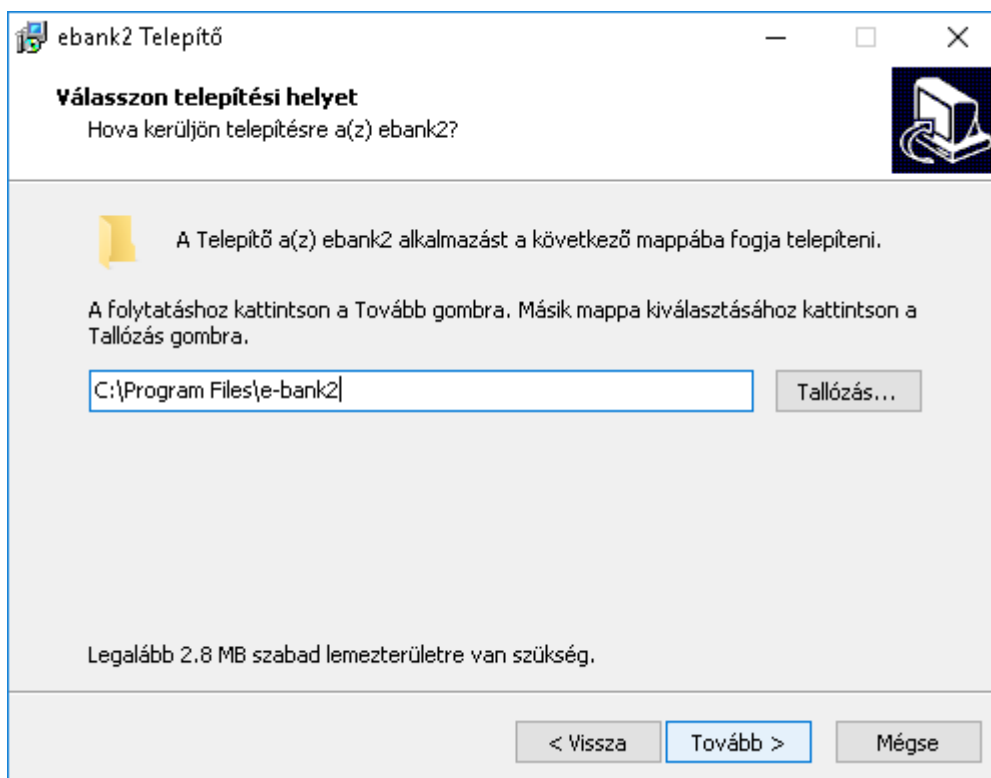 ebank2 Telepítő
Válasszon telepítési helyet
Hova kerüljön telepítésre a(z) ebank2?
A Telepítő a(z) ebank2 alkalmazást a következő mappába fogja telepíteni.
A folytatáshoz kattintson a Tovább gombra. Másik mappa kiválasztásához kattintson a
Tallózás gombra.
C:\Program Files\e-bank2
Tallózás...
Legalább 2.8 MB szabad lemezterületre van szükség.
< Vissza
Tovább >
Mégse